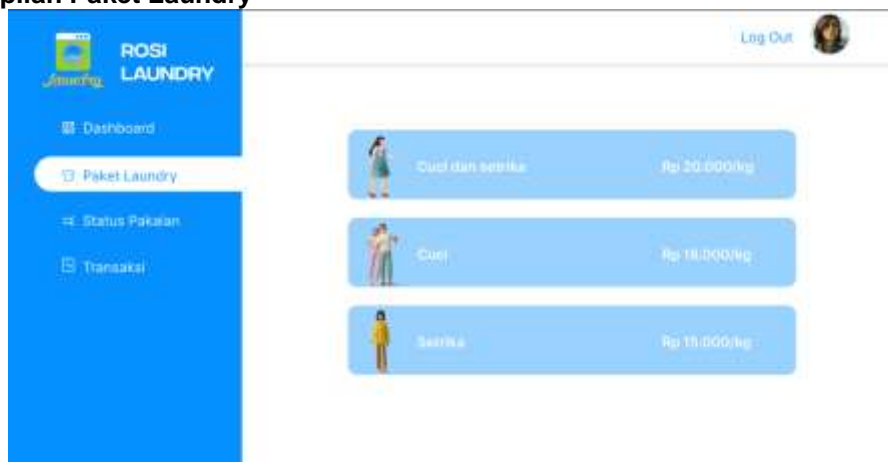 pilan Paket Laundry
Log Out
ROSI
LAUNDRY
Laundry
Dashboard
Paket Laundry
Status Pakaian
Transaksi
Cuci dan setrika Rp 20.000/kg
Cuci Rp 18.000/kg
Setrika Rp 15.000/kg